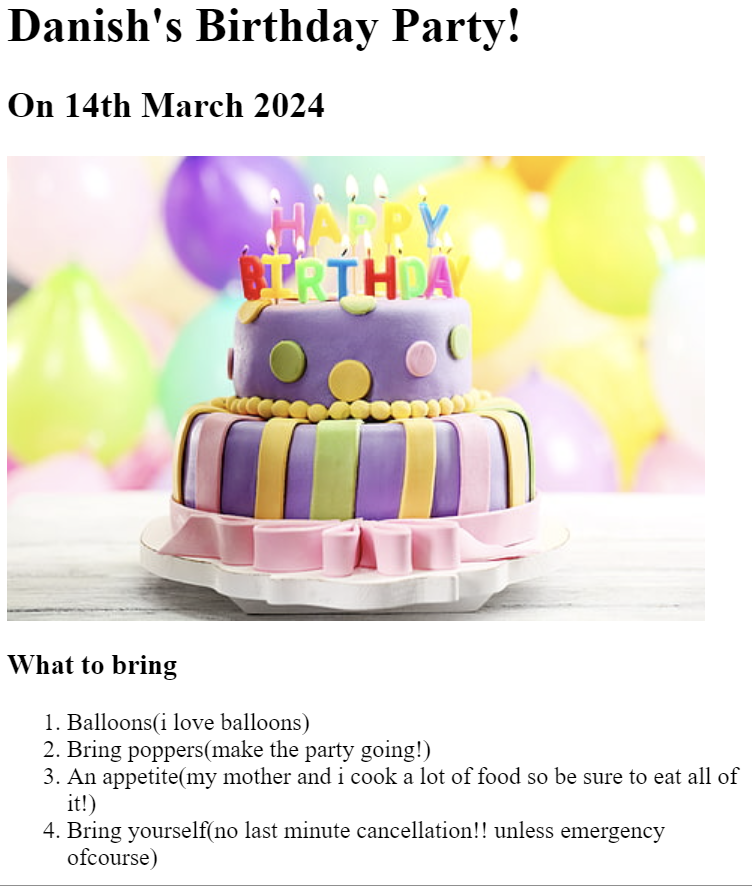 Danish's Birthday Party!
On 14th March 2024
HAPPY
BIRTHDAY
What to bring
1. Balloons(i love balloons)
2. Bring poppers(make the party going!)
3. An appetite(my mother and i cook a lot of food so be sure to eat all of
it!)
4. Bring yourself(no last minute cancellation!! unless emergency
ofcourse)